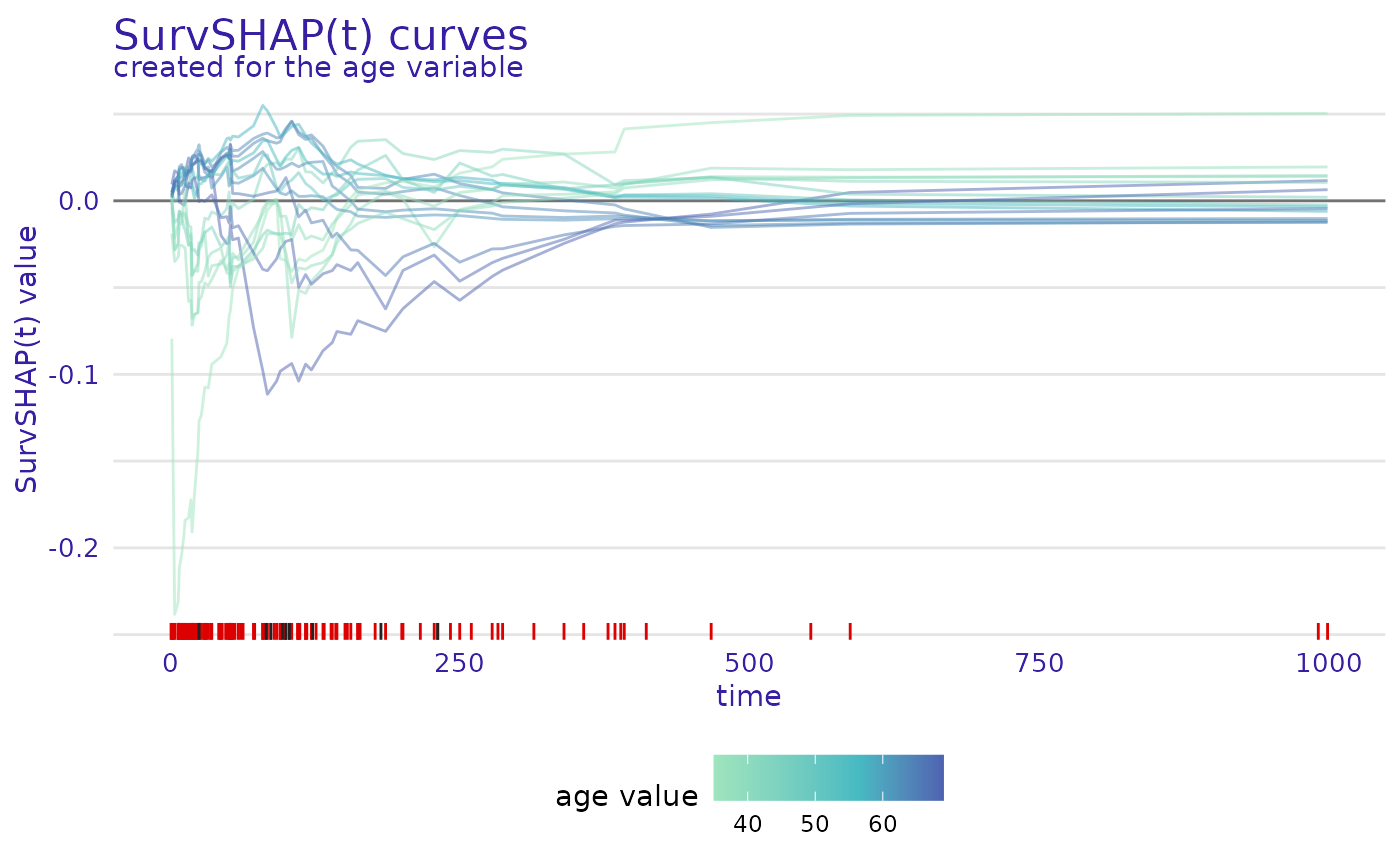 SurvSHAP(t) curves
created for the age variable
SurvSHAP(t) value
0.0
-0.1
-0.2
0 250 500 750 1000
time
age value
40 50 60